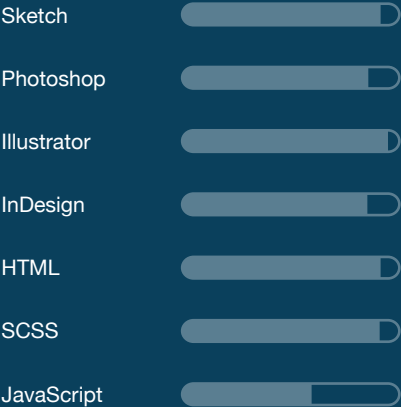 Sketch
Photoshop
Illustrator
InDesign
HTML
SCSS
JavaScript